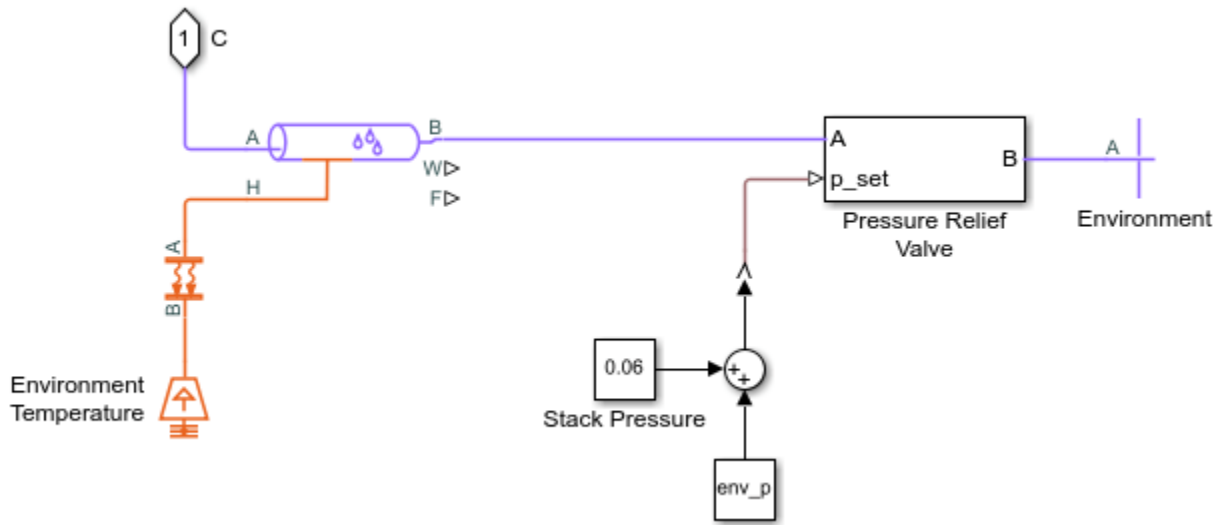 1 C
A
B
A
B
A
W
p_set
H
F
Pressure Relief
Valve
Environment
A
B
0.06
Environment
Temperature
Stack Pressure
++
env_p